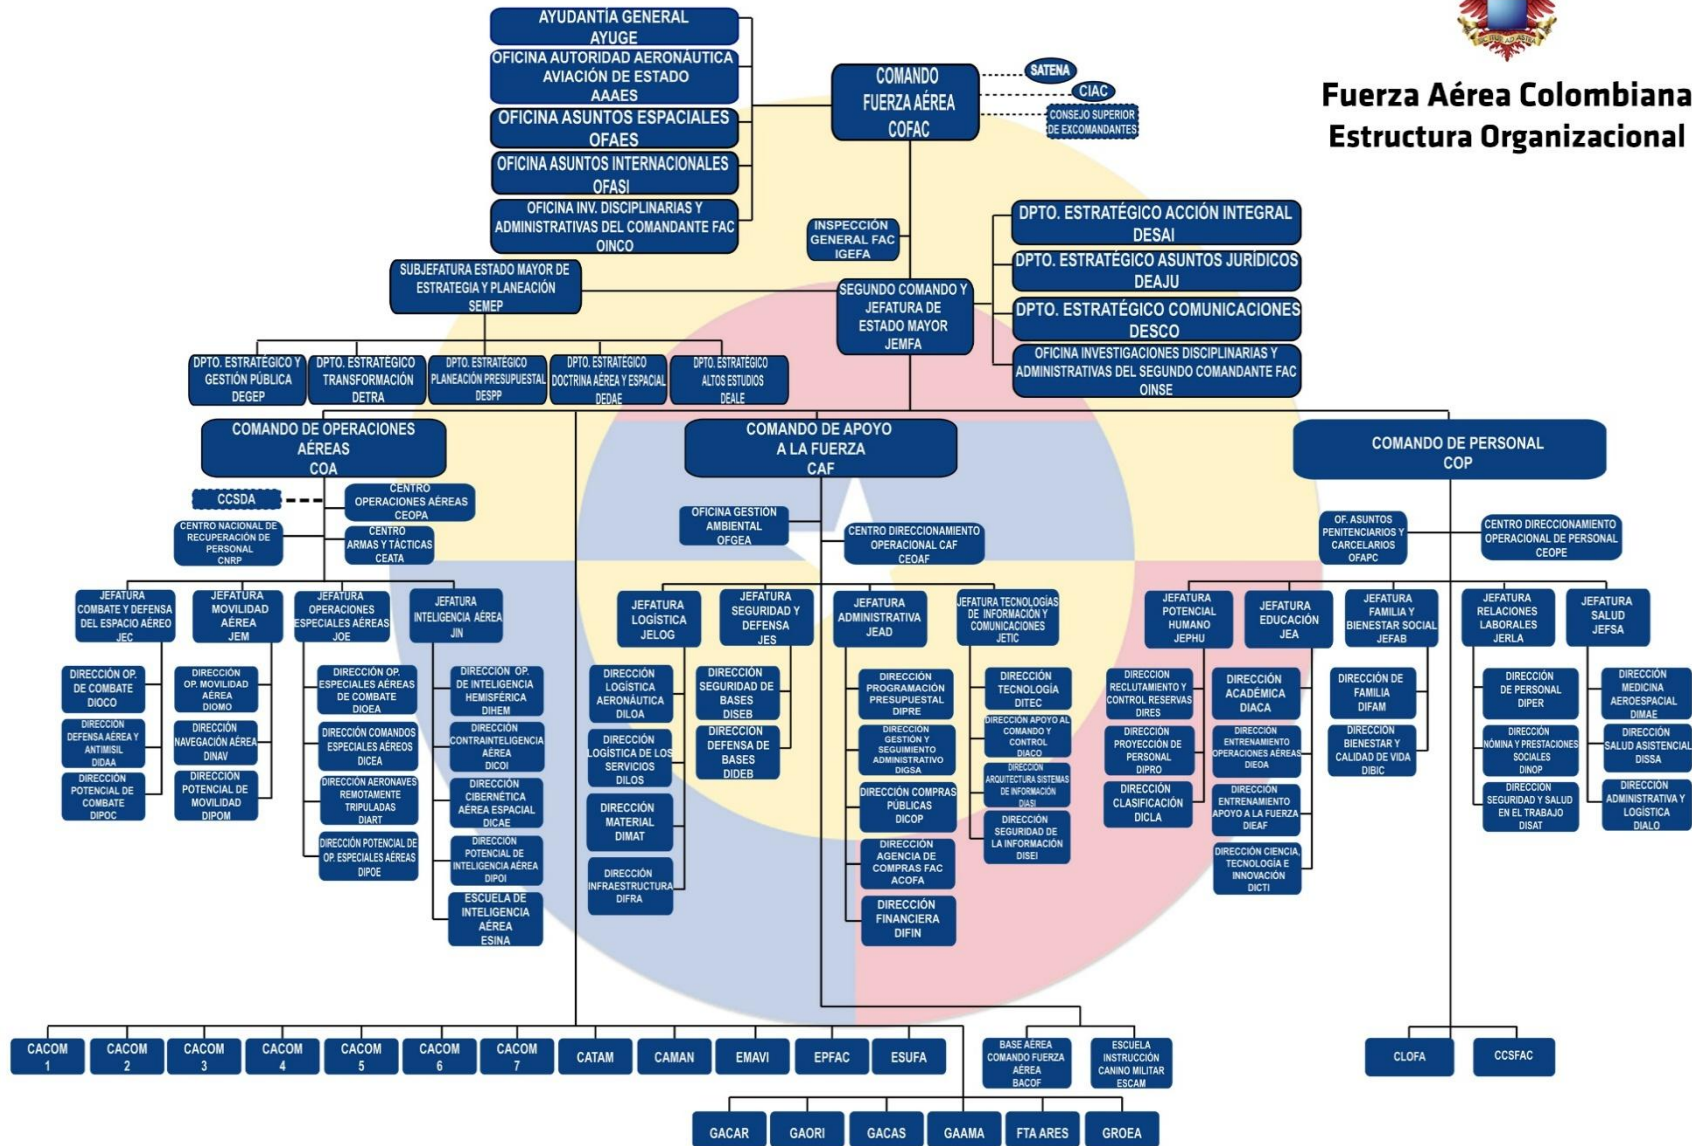 Fuerza Aérea Colombiana
Estructura Organizacional
AYUDANTÍA GENERAL
AYUGE
OFICINA AUTORIDAD AERONÁUTICA
AVIACIÓN DE ESTADO
AAAES
OFICINA ASUNTOS ESPACIALES
OFAES
OFICINA ASUNTOS INTERNACIONALES
OFASI
OFICINA INV. DISCIPLINARIAS Y
ADMINISTRATIVAS DEL COMANDANTE FAC
OINCO
COMANDO
FUERZA AÉREA
COFAC
SATENA
CIAC
CONSEJO SUPERIOR
DE EXCOMANDANTES
INSPECCIÓN
GENERAL FAC
IGEFA
DPTO. ESTRATÉGICO ACCIÓN INTEGRAL
DESAI
DPTO. ESTRATÉGICO ASUNTOS JURÍDICOS
DEAJU
DPTO. ESTRATÉGICO COMUNICACIONES
DESCO
OFICINA INVESTIGACIONES DISCIPLINARIAS Y
ADMINISTRATIVAS DEL SEGUNDO COMANDANTE FAC
OINSE
SUBJEFATURA ESTADO MAYOR DE
ESTRATEGIA Y PLANEACIÓN
SEMEP
SEGUNDO COMANDO Y
JEFATURA DE
ESTADO MAYOR
JEMFA
DPTO. ESTRATÉGICO Y
GESTIÓN PÚBLICA
DEGEP
DPTO. ESTRATÉGICO
TRANSFORMACIÓN
DETRA
DPTO. ESTRATÉGICO
PLANEACIÓN PRESUPUESTAL
DESPP
DPTO. ESTRATÉGICO
DOCTRINA AÉREA Y ESPACIAL
DEDAE
DPTO. ESTRATÉGICO
ALTOS ESTUDIOS
DEALE
COMANDO DE OPERACIONES
AÉREAS
COA
COMANDO DE APOYO
A LA FUERZA
CAF
COMANDO DE PERSONAL
COP
CCSDA
CENTRO
OPERACIONES AÉREAS
CEOPA
CENTRO NACIONAL DE
RECUPERACIÓN DE
PERSONAL
CNRP
CENTRO
ARMAS Y TÁCTICAS
CEATA
OFICINA GESTIÓN
AMBIENTAL
OFGEA
CENTRO DIRECCIONAMIENTO
OPERACIONAL CAF
CEOAF
OF. ASUNTOS
PENITENCIARIOS Y
CARCELARIOS
OFAPC
CENTRO DIRECCIONAMIENTO
OPERACIONAL DE PERSONAL
CEOPE
JEFATURA
COMBATE Y DEFENSA
DEL ESPACIO AÉREO
JEC
JEFATURA
MOVILIDAD
AÉREA
JEM
JEFATURA
OPERACIONES
ESPECIALES AÉREAS
JOE
JEFATURA
INTELIGENCIA AÉREA
JIN
JEFATURA
LOGÍSTICA
JELOG
JEFATURA
SEGURIDAD Y
DEFENSA
JES
JEFATURA
ADMINISTRATIVA
JEAD
JEFATURA TECNOLOGÍAS
DE INFORMACIÓN Y
COMUNICACIONES
JETIC
JEFATURA
POTENCIAL
HUMANO
JEPHU
JEFATURA
EDUCACIÓN
JEA
JEFATURA
FAMILIA Y
BIENESTAR SOCIAL
JEFAB
JEFATURA
RELACIONES
LABORALES
JERLA
JEFATURA
SALUD
JEFSA
DIRECCIÓN OP.
DE COMBATE
DIOCO
DIRECCIÓN
DEFENSA AÉREA Y
ANTIMISIL
DIDAA
DIRECCIÓN
POTENCIAL DE
COMBATE
DIPOC
DIRECCIÓN
OP. MOVILIDAD
AÉREA
DIOMO
DIRECCIÓN
NAVEGACIÓN AÉREA
DINAV
DIRECCIÓN
POTENCIAL DE
MOVILIDAD
DIPOM
DIRECCIÓN OP.
ESPECIALES AÉREAS
DE COMBATE
DIOEA
DIRECCIÓN COMANDOS
ESPECIALES AÉREOS
DICEA
DIRECCIÓN AERONAVES
REMOTAMENTE
TRIPULADAS
DIART
DIRECCIÓN POTENCIAL DE
OP. ESPECIALES AÉREAS
DIPOE
DIRECCIÓN OP.
DE INTELIGENCIA
HEMISFÉRICA
DIHEM
DIRECCIÓN
CONTRAINTELIGENCIA
AÉREA
DICOI
DIRECCIÓN
CIBERNÉTICA
AÉREA ESPACIAL
DICAE
DIRECCIÓN
POTENCIAL DE
INTELIGENCIA AÉREA
DIPOI
ESCUELA DE
INTELIGENCIA
AÉREA
ESINA
DIRECCIÓN
LOGÍSTICA
AERONÁUTICA
DILOA
DIRECCIÓN
LOGÍSTICA DE LOS
SERVICIOS
DILOS
DIRECCIÓN
MATERIAL
DIMAT
DIRECCIÓN
INFRAESTRUCTURA
DIFRA
DIRECCIÓN
SEGURIDAD DE
BASES
DISEB
DIRECCIÓN
DEFENSA DE
BASES
DIDEB
DIRECCIÓN
PROGRAMACIÓN
PRESUPUESTAL
DIPRE
DIRECCIÓN
GESTIÓN Y
SEGUIMIENTO
ADMINISTRATIVO
DIGSA
DIRECCIÓN COMPRAS
PÚBLICAS
DICOP
DIRECCIÓN
AGENCIA DE
COMPRAS FAC
ACOFA
DIRECCIÓN
FINANCIERA
DIFIN
DIRECCIÓN
TECNOLOGÍA
DITEC
DIRECCIÓN APOYO AL
COMANDO Y
CONTROL
DIACO
DIRECCIÓN
ARQUITECTURA SISTEMAS
DE INFORMACIÓN
DIASI
DIRECCIÓN
SEGURIDAD DE
LA INFORMACIÓN
DISEI
DIRECCIÓN
RECLUTAMIENTO Y
CONTROL RESERVAS
DIRES
DIRECCIÓN
PROYECCIÓN DE
PERSONAL
DIPRO
DIRECCIÓN
CLASIFICACIÓN
DICLA
DIRECCIÓN
ACADÉMICA
DIACA
DIRECCIÓN
ENTRENAMIENTO
OPERACIONES AÉREAS
DIEOA
DIRECCIÓN
ENTRENAMIENTO
APOYO A LA FUERZA
DIEAF
DIRECCIÓN CIENCIA,
TECNOLOGÍA E
INNOVACIÓN
DICTI
DIRECCIÓN DE
FAMILIA
DIFAM
DIRECCIÓN
BIENESTAR Y
CALIDAD DE VIDA
DIBIC
DIRECCIÓN
DE PERSONAL
DIPER
DIRECCIÓN
NÓMINA Y PRESTACIONES
SOCIALES
DINOP
DIRECCIÓN
SEGURIDAD Y SALUD
EN EL TRABAJO
DISAT
DIRECCIÓN
MEDICINA
AEROESPACIAL
DIMAE
DIRECCIÓN
SALUD ASISTENCIAL
DISSA
DIRECCIÓN
ADMINISTRATIVA Y
LOGÍSTICA
DIALO
CACOM
1
CACOM
2
CACOM
3
CACOM
4
CACOM
5
CACOM
6
CACOM
7
CATAM
CAMAN
EMAVI
EPFAC
ESUFA
BASE AÉREA
COMANDO FUERZA
AÉREA
BACOF
ESCUELA
INSTRUCCIÓN
CANINO MILITAR
ESCAM
CLOFA
CCSFAC
GACAR
GAORI
GACAS
GAAMA
FTA ARES
GROEA